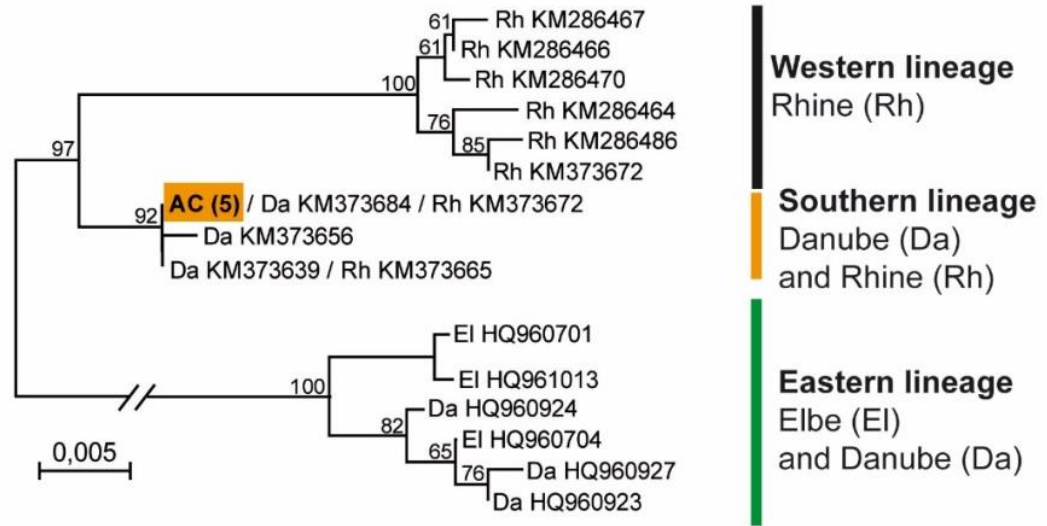 61
Rh KM286467
61
Rh KM286466
Rh KM286470
100
Rh KM286464
76
85
Rh KM286486
Rh KM373672
97
92
AC (5) / Da KM373684 / Rh KM373672
Da KM373656
Da KM373639 / Rh KM373665
El HQ960701
100
El HQ961013
Da HQ960924
82
El HQ960704
65
76
Da HQ960927
Da HQ960923
0,005
Western lineage
Rhine (Rh)
Southern lineage
Danube (Da)
and Rhine (Rh)
Eastern lineage
Elbe (El)
and Danube (Da)